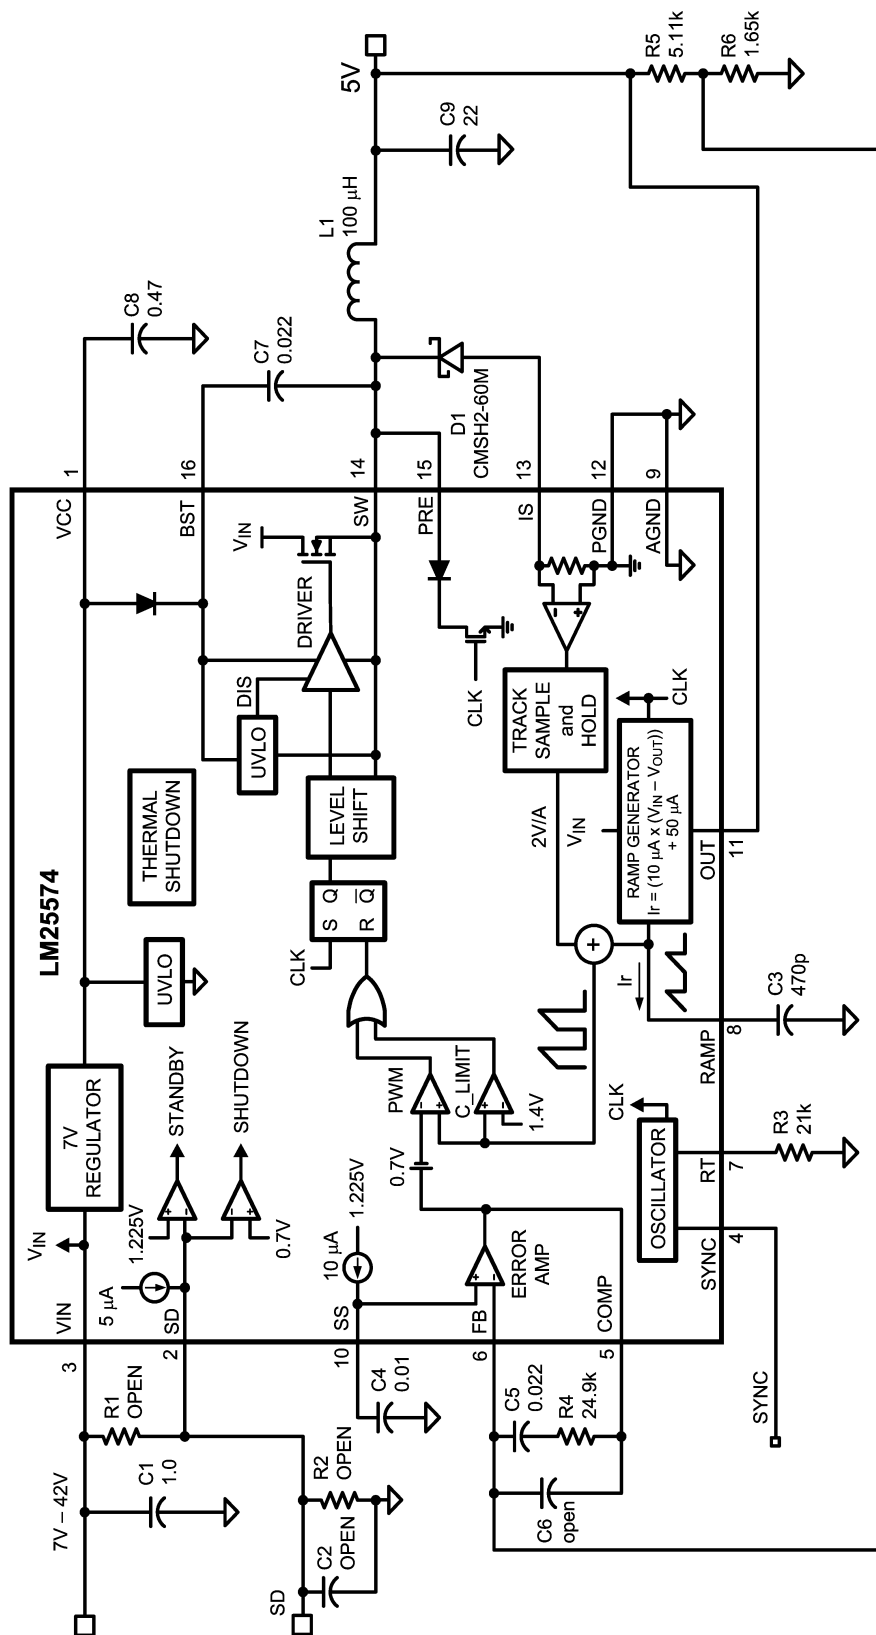 LM25574
7V – 42V
VIN
3
V_IN
7V
REGULATOR
VCC
1
C8
0.47
C1
1.0
R1
OPEN
5 µA
SD
2
1.225V
STANDBY
SHUTDOWN
0.7V
UVLO
THERMAL
SHUTDOWN
BST
16
C7
0.022
UVLO
DIS
V_IN
DRIVER
SD
C2
OPEN
R2
OPEN
10 µA
1.225V
SS
10
C4
0.01
CLK
S Q
R Q̅
LEVEL
SHIFT
SW
14
L1
100 µH
5V
C9
22
PRE
15
D1
CMSH2-60M
CLK
0.7V
PWM
C_LIMIT
1.4V
FB
6
ERROR
AMP
C5
0.022
R4
24.9k
C6
open
COMP
5
IS
13
PGND
12
AGND
9
TRACK
SAMPLE
and
HOLD
2V/A
V_IN
+
Ir
RAMP GENERATOR
Ir = (10 µA x (V_IN – V_OUT))
+ 50 µA
CLK
R5
5.11k
R6
1.65k
CLK
OSCILLATOR
SYNC
4
SYNC
RT
7
R3
21k
RAMP
8
C3
470p
OUT
11